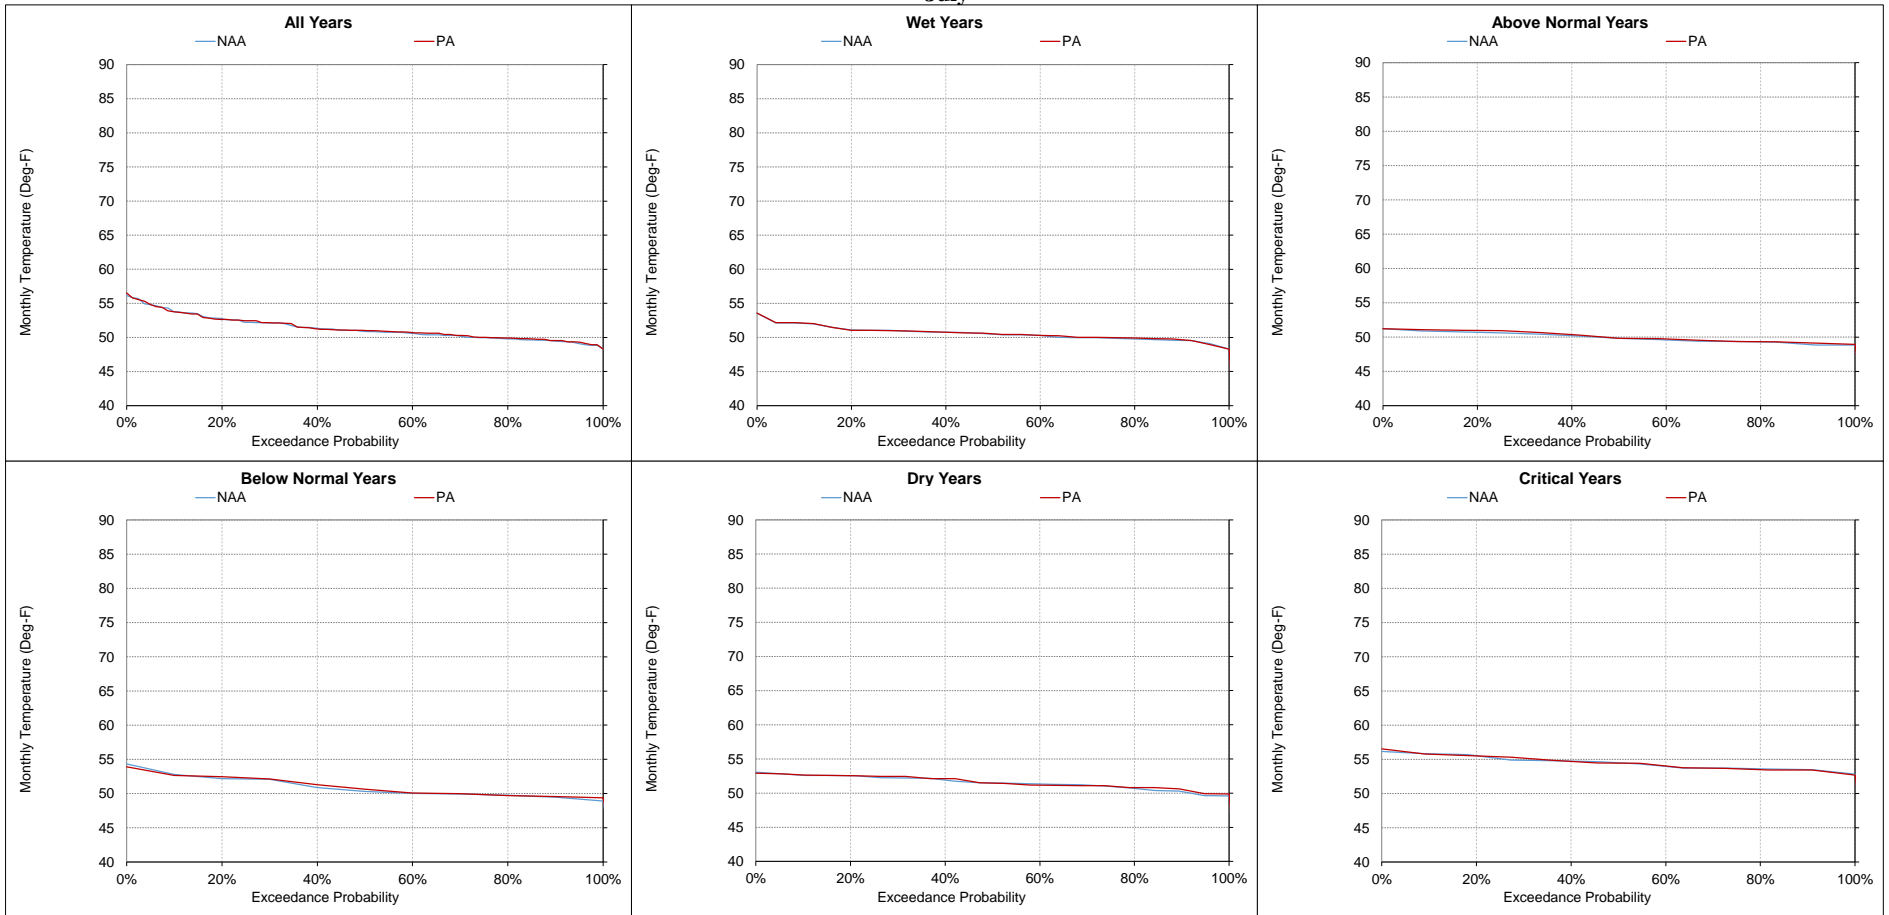 All Years
NAA PA
90
85
80
75
70
65
60
55
50
45
40
Monthly Temperature (Deg-F)
0% 20% 40% 60% 80% 100%
Exceedance Probability
Wet Years
NAA PA
90
85
80
75
70
65
60
55
50
45
40
Monthly Temperature (Deg-F)
0% 20% 40% 60% 80% 100%
Exceedance Probability
Above Normal Years
NAA PA
90
85
80
75
70
65
60
55
50
45
40
Monthly Temperature (Deg-F)
0% 20% 40% 60% 80% 100%
Exceedance Probability
Below Normal Years
NAA PA
90
85
80
75
70
65
60
55
50
45
40
Monthly Temperature (Deg-F)
0% 20% 40% 60% 80% 100%
Exceedance Probability
Dry Years
NAA PA
90
85
80
75
70
65
60
55
50
45
40
Monthly Temperature (Deg-F)
0% 20% 40% 60% 80% 100%
Exceedance Probability
Critical Years
NAA PA
90
85
80
75
70
65
60
55
50
45
40
Monthly Temperature (Deg-F)
0% 20% 40% 60% 80% 100%
Exceedance Probability